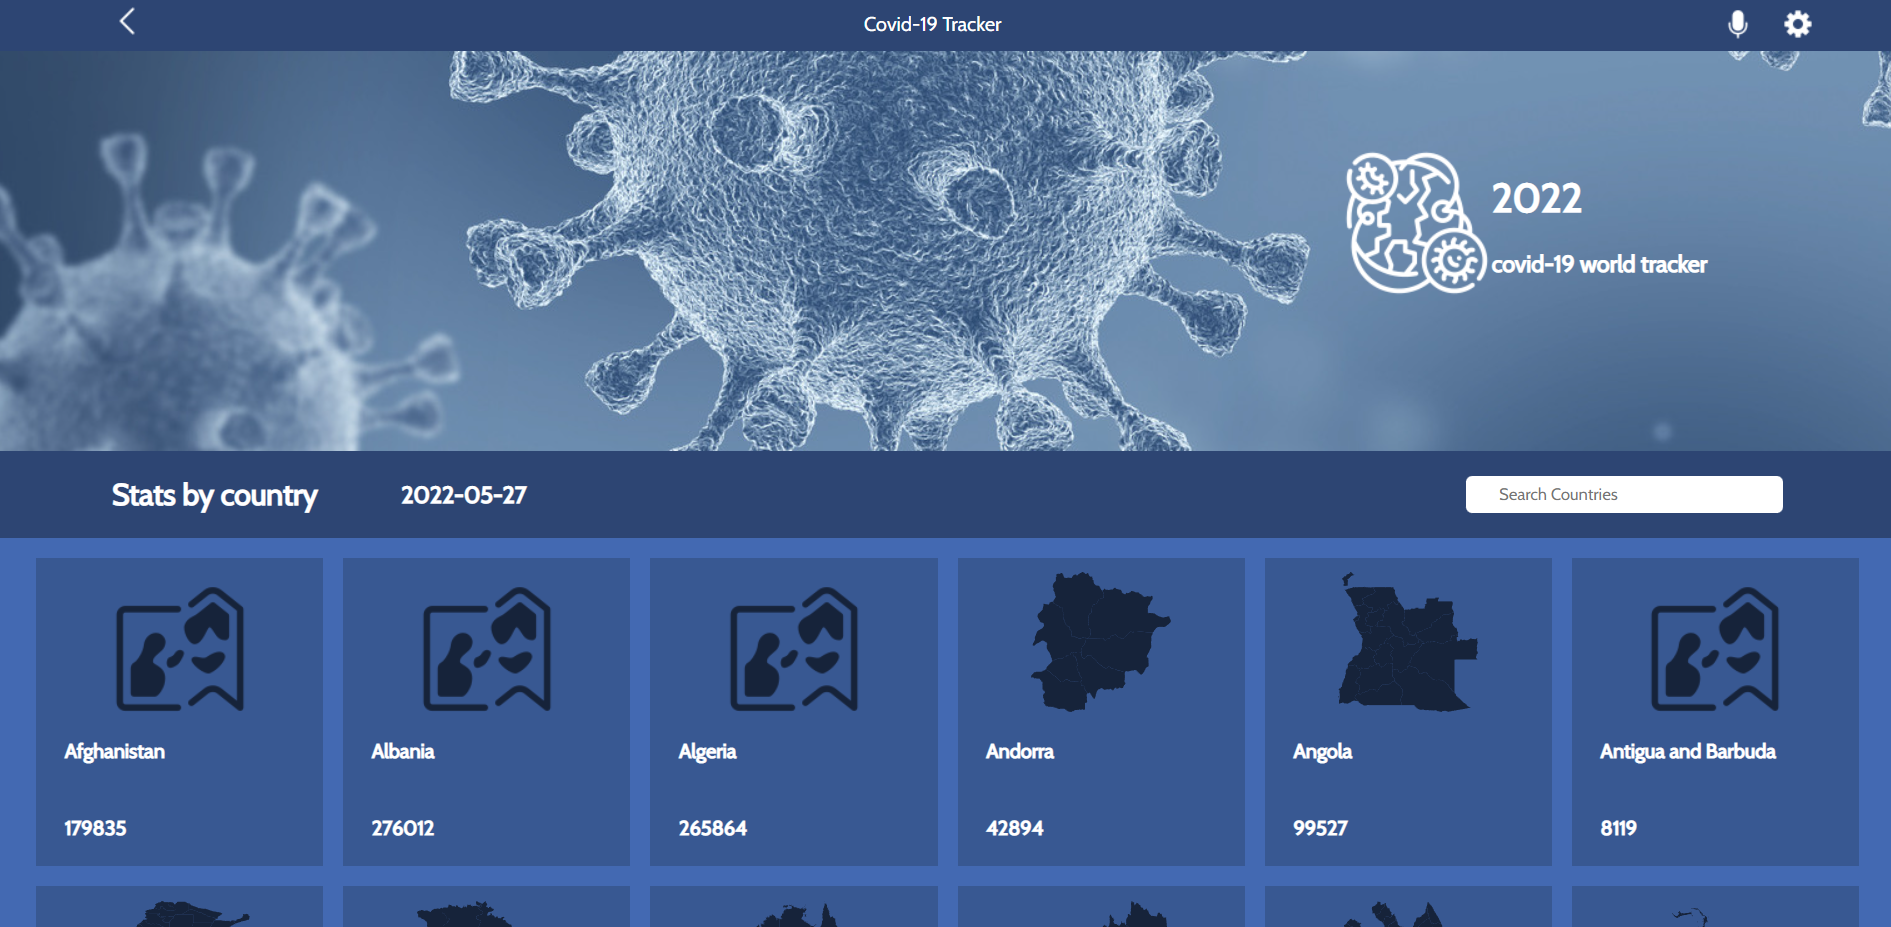 Covid-19 Tracker
2022
covid-19 world tracker
Stats by country
2022-05-27
Search Countries
Afghanistan
179835
Albania
276012
Algeria
265864
Andorra
42894
Angola
99527
Antigua and Barbuda
8119